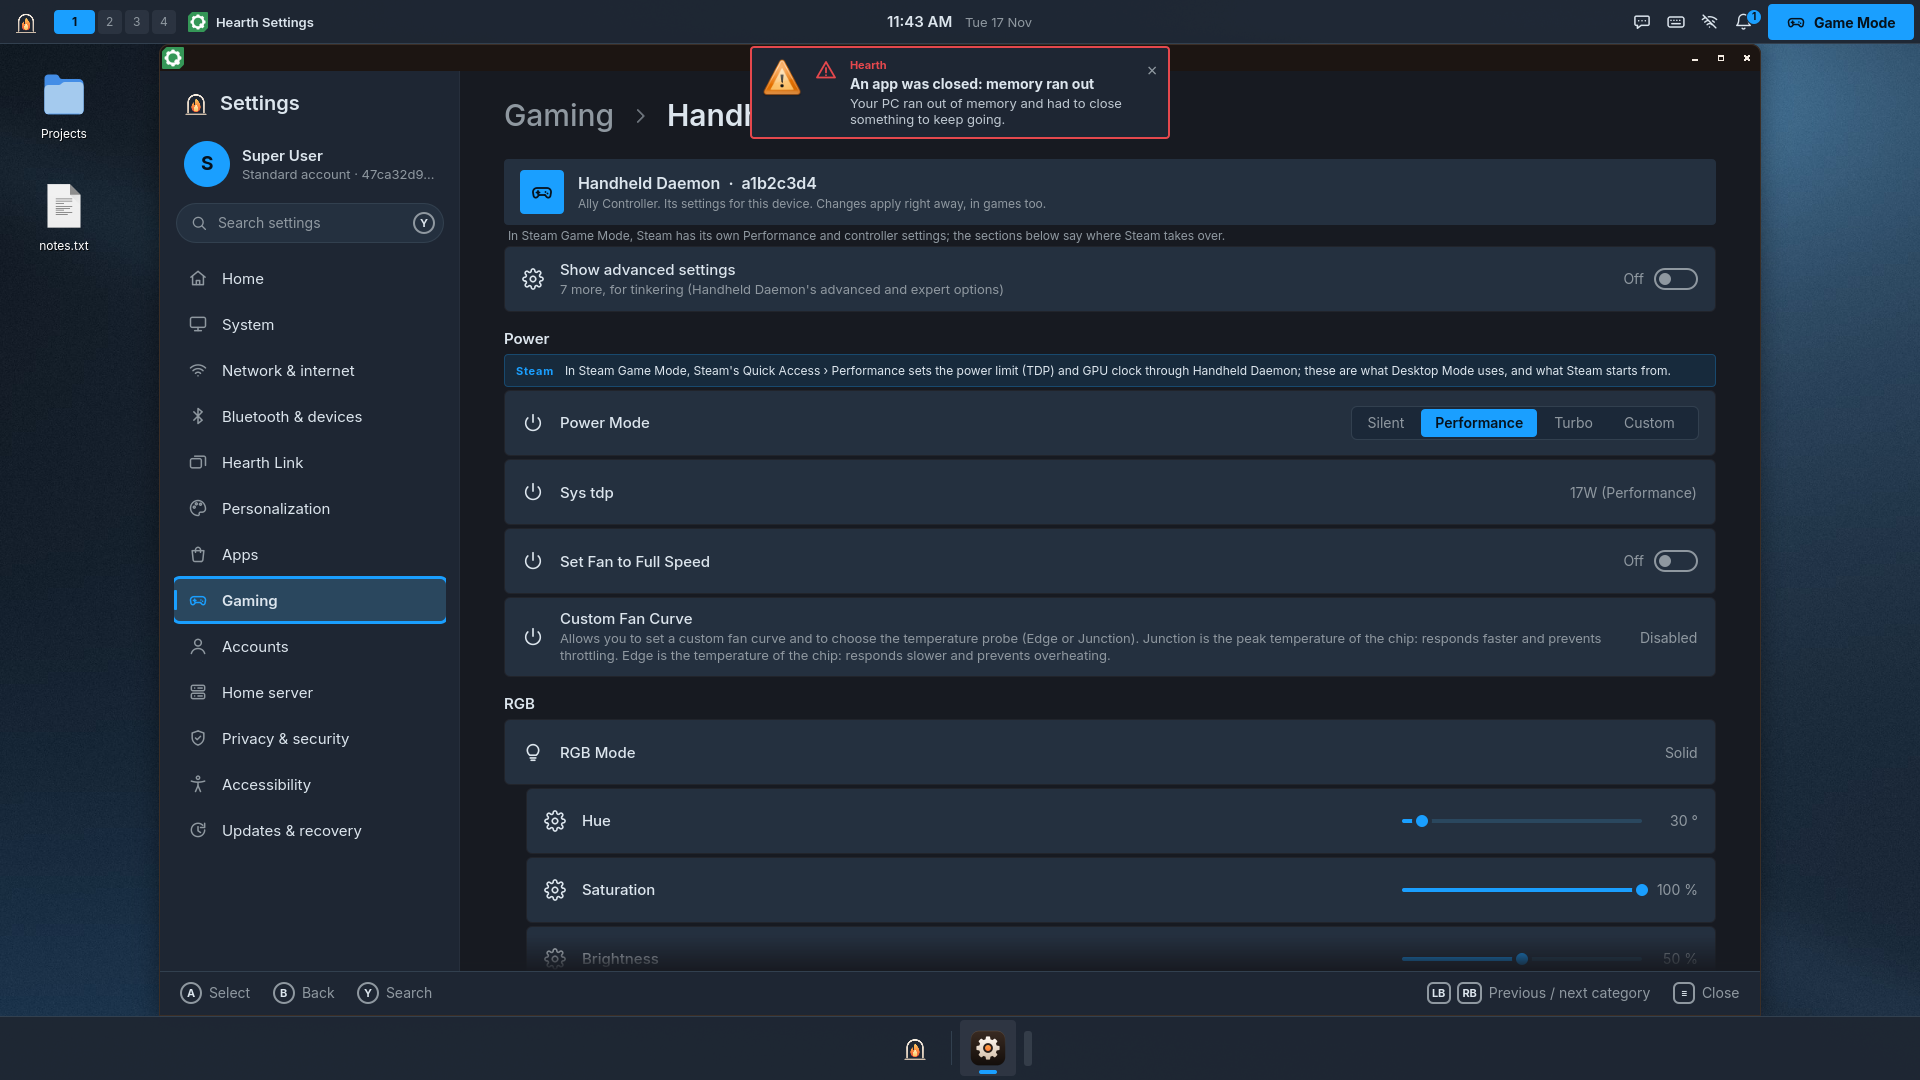 1 2 3 4 Hearth Settings 11:43 AM Tue 17 Nov 1 Game Mode
Projects
notes.txt
Hearth
An app was closed: memory ran out
Your PC ran out of memory and had to close
something to keep going.
Settings
S
Super User
Standard account · 47ca32d9...
Search settings Y
Home
System
Network & internet
Bluetooth & devices
Hearth Link
Personalization
Apps
Gaming
Accounts
Home server
Privacy & security
Accessibility
Updates & recovery
Gaming
Handheld Daemon · a1b2c3d4
Ally Controller. Its settings for this device. Changes apply right away, in games too.
In Steam Game Mode, Steam has its own Performance and controller settings; the sections below say where Steam takes over.
Show advanced settings Off
7 more, for tinkering (Handheld Daemon's advanced and expert options)
Power
Steam In Steam Game Mode, Steam's Quick Access › Performance sets the power limit (TDP) and GPU clock through Handheld Daemon; these are what Desktop Mode uses, and what Steam starts from.
Power Mode Silent Performance Turbo Custom
Sys tdp 17W (Performance)
Set Fan to Full Speed Off
Custom Fan Curve
Allows you to set a custom fan curve and to choose the temperature probe (Edge or Junction). Junction is the peak temperature of the chip: responds faster and prevents
throttling. Edge is the temperature of the chip: responds slower and prevents overheating.
Disabled
RGB
RGB Mode Solid
Hue 30 °
Saturation 100 %
Brightness 50 %
A Select B Back Y Search LB RB Previous / next category Close